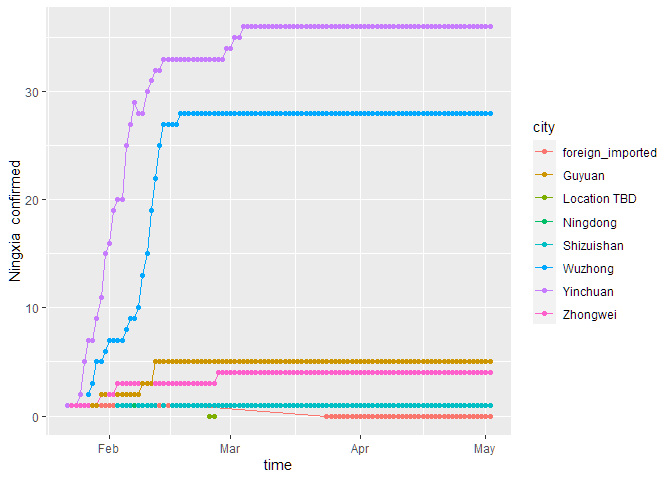 Ningxia confirmed
30
20
10
0
Feb
Mar
Apr
May
time
city
foreign_imported
Guyuan
Location TBD
Ningdong
Shizuishan
Wuzhong
Yinchuan
Zhongwei